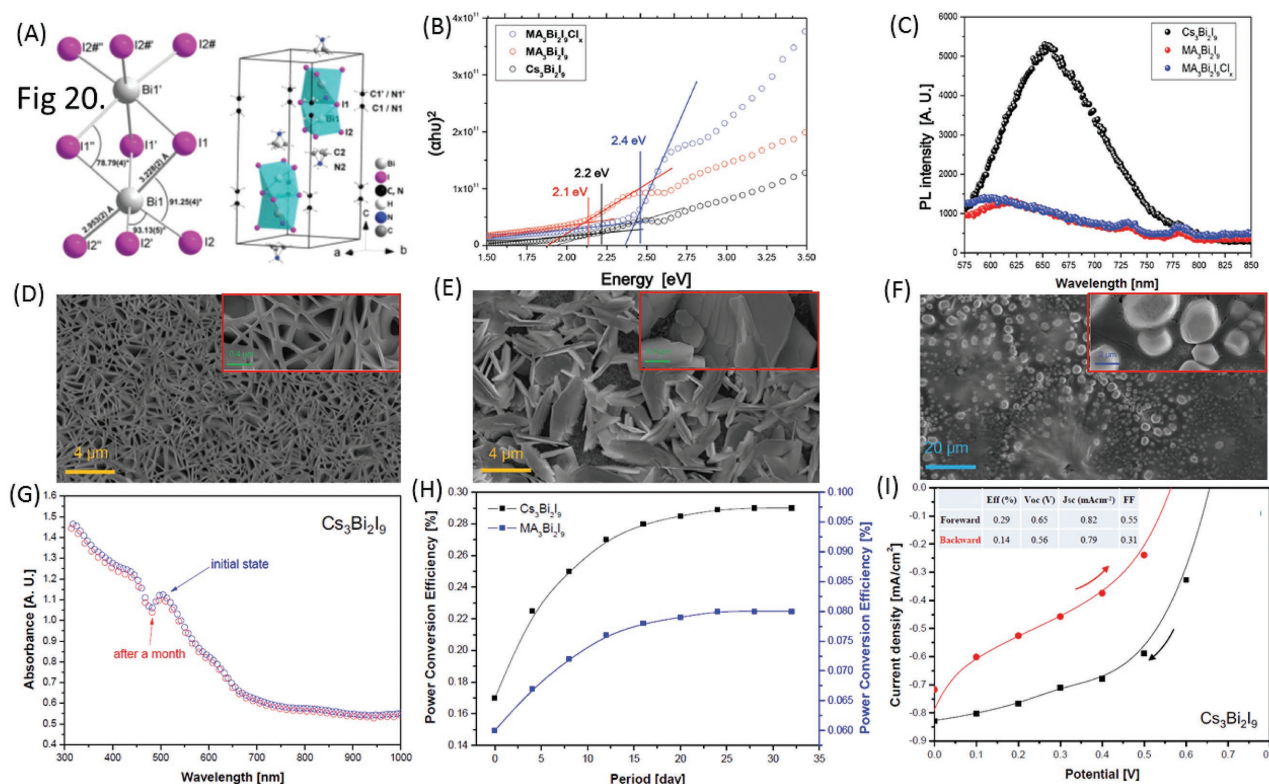 (A)
Fig 20.
I2#"
I2#'
I2#
Bi1'
I1"
I1'
I1
78.79(4)°
3.228(2) Å
Bi1
91.25(4)°
2.953(2) Å
93.13(5)°
I2"
I2'
I2
C1' / N1'
C1 / N1
I1
Bi1
I2
C2
N2
Bi
I
C, N
H
N
C
c
a
b
(B)
MA₃Bi₂I₉Clₓ
MA₃Bi₂I₉
Cs₃Bi₂I₉
2.4 eV
2.2 eV
2.1 eV
(αhυ)²
4x10¹¹
3x10¹¹
2x10¹¹
1x10¹¹
0
1.50 1.75 2.00 2.25 2.50 2.75 3.00 3.25 3.50
Energy [eV]
(C)
Cs₃Bi₂I₉
MA₃Bi₂I₉
MA₃Bi₂I₉Clₓ
PL intensity [A. U.]
6000
5000
4000
3000
2000
1000
0
575 600 625 650 675 700 725 750 775 800 825 850
Wavelength [nm]
(D)
0.4 µm
4 µm
(E)
4 µm
(F)
20 µm
(G)
Cs₃Bi₂I₉
initial state
after a month
Absorbance [A. U.]
1.6
1.5
1.4
1.3
1.2
1.1
1.0
0.9
0.8
0.7
0.6
0.5
0.4
300 400 500 600 700 800 900 1000
Wavelength [nm]
(H)
Cs₃Bi₂I₉
MA₃Bi₂I₉
Power Conversion Efficiency [%]
0.30
0.28
0.26
0.24
0.22
0.20
0.18
0.16
0.14
0 5 10 15 20 25 30 35
Period [day]
0.100
0.095
0.090
0.085
0.080
0.075
0.070
0.065
0.060
Power Conversion Efficiency [%]
(I)
Eff (%) Voc (V) Jsc (mAcm⁻²) FF
Foreward 0.29 0.65 0.82 0.55
Backward 0.14 0.56 0.79 0.31
Current density [mA/cm²]
-0.0
-0.1
-0.2
-0.3
-0.4
-0.5
-0.6
-0.7
-0.8
-0.9
0.0 0.1 0.2 0.3 0.4 0.5 0.6 0.7 0.8
Potential [V]
Cs₃Bi₂I₉